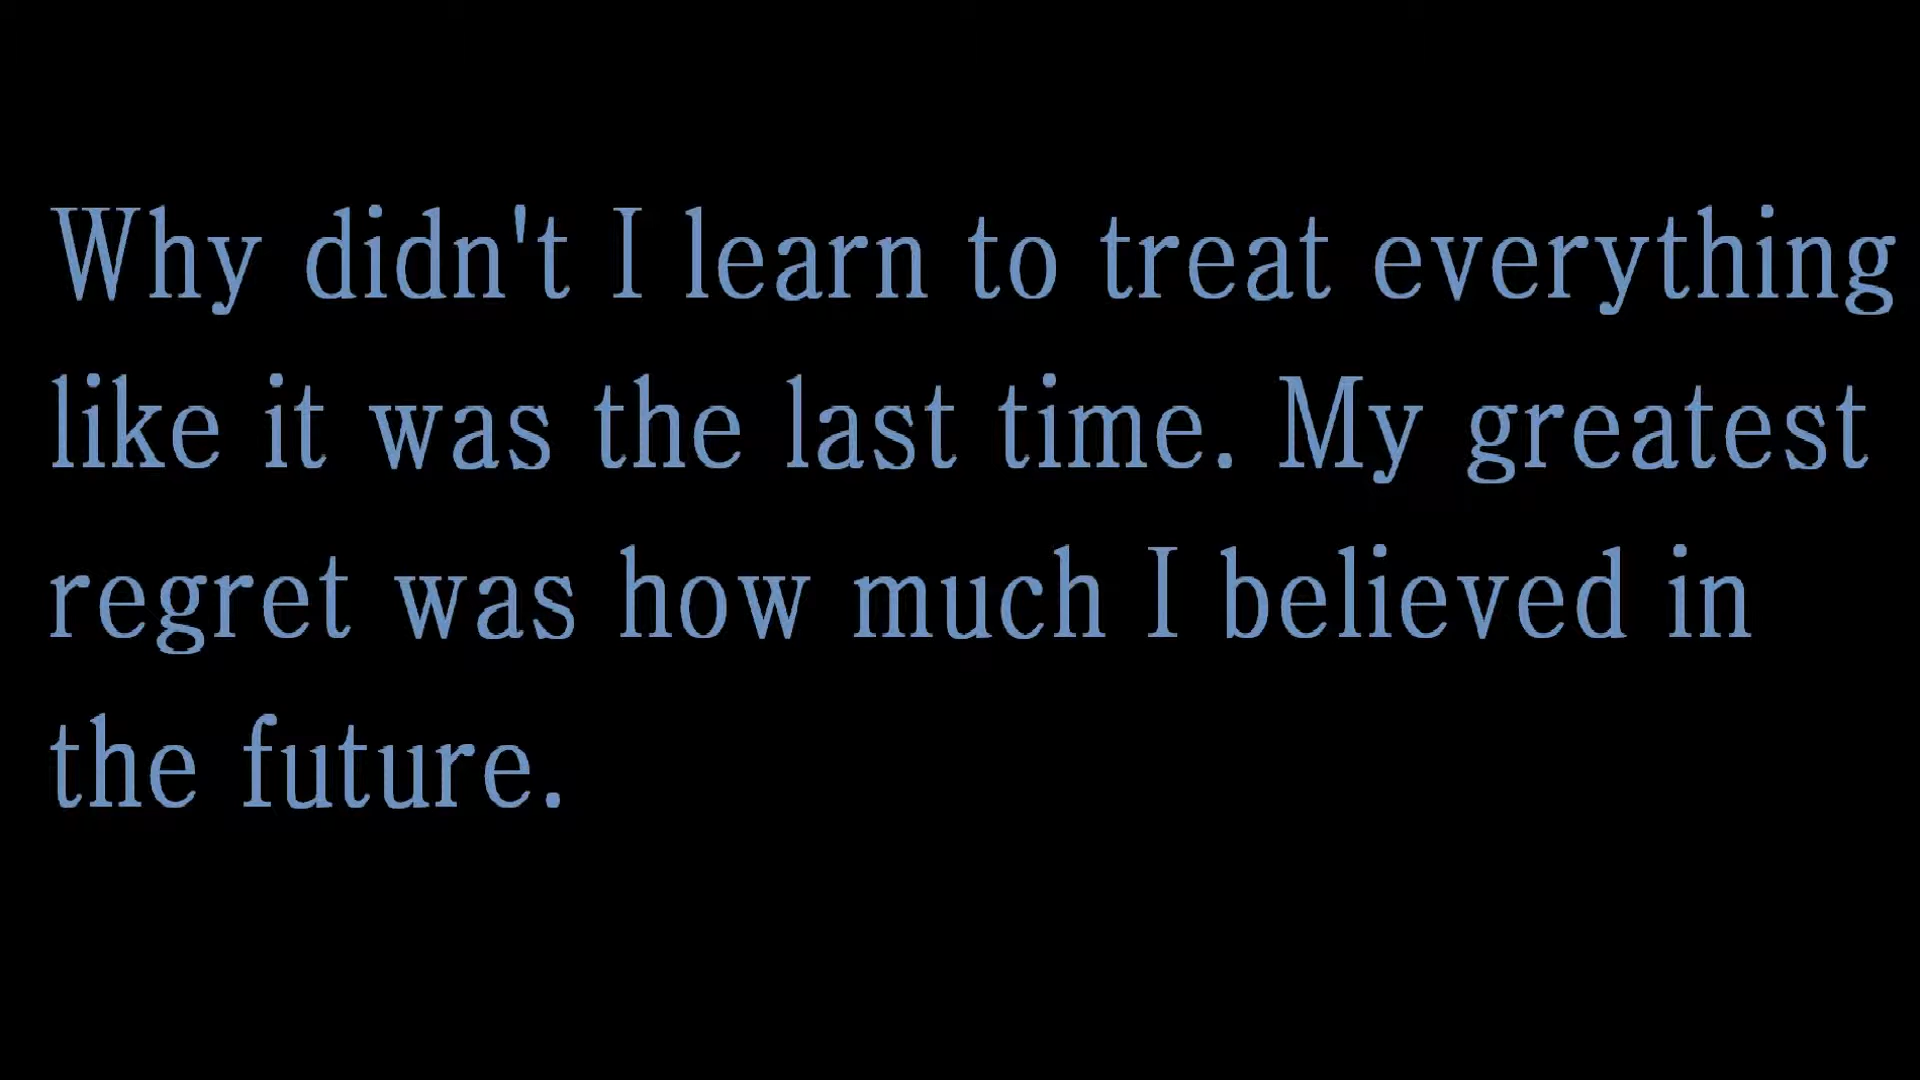 Why didn't I learn to treat everything
like it was the last time. My greatest
regret was how much I believed in
the future.